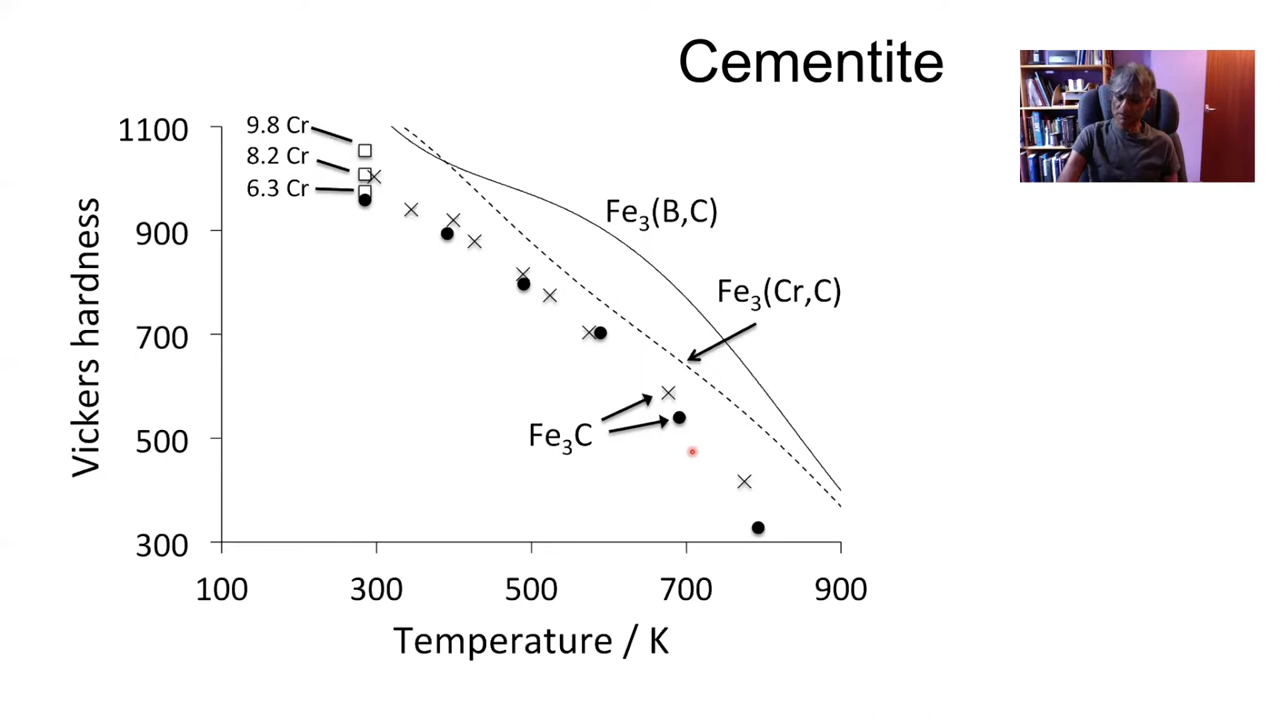 Cementite
1100
900
700
500
300
Vickers hardness
9.8 Cr
8.2 Cr
6.3 Cr
Fe₃(B,C)
Fe₃(Cr,C)
Fe₃C
100 300 500 700 900
Temperature / K